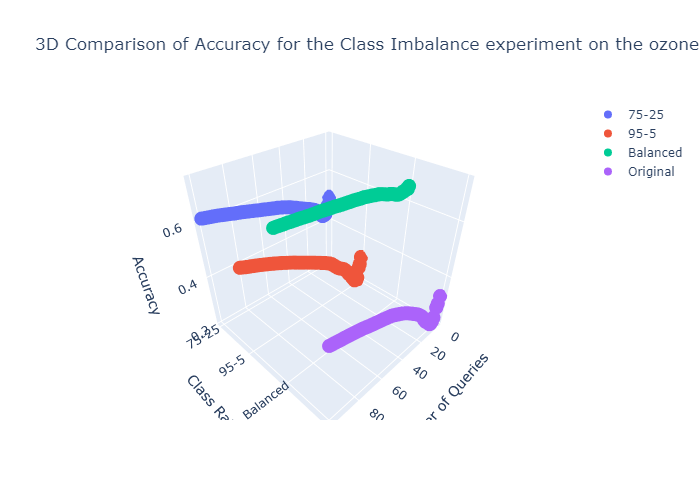 3D Comparison of Accuracy for the Class Imbalance experiment on the ozone
75-25
95-5
Balanced
Original
0.6
0.4
0.2
Accuracy
75-25
95-5
Balanced
Class Ra
0
20
40
60
80
er of Queries